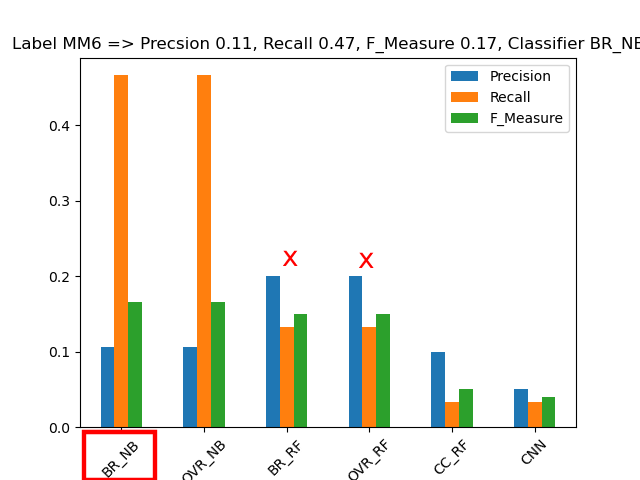 Label MM6 => Precsion 0.11, Recall 0.47, F_Measure 0.17, Classifier BR_NB
Precision
Recall
F_Measure
0.4
0.3
x x
0.2
0.1
0.0
BR_NB OVR_NB BR_RF OVR_RF CC_RF CNN